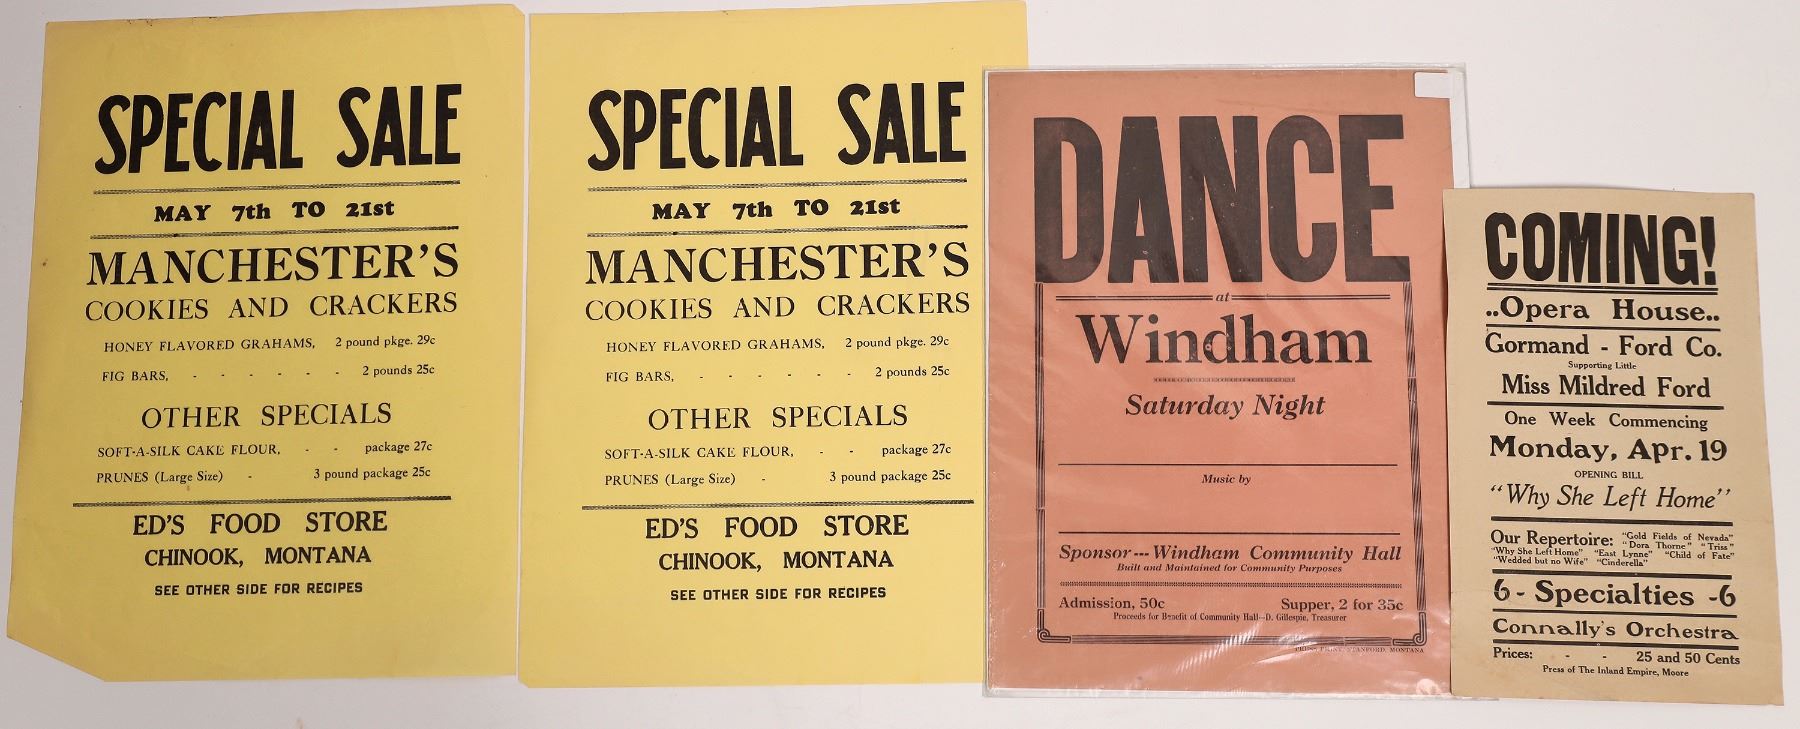 SPECIAL SALE
MAY 7th TO 21st
MANCHESTER'S
COOKIES AND CRACKERS
HONEY FLAVORED GRAHAMS, 2 pound pkge. 29c
FIG BARS, - - - - - - 2 pounds 25c
OTHER SPECIALS
SOFT-A-SILK CAKE FLOUR, - - package 27c
PRUNES (Large Size) - 3 pound package 25c
ED'S FOOD STORE
CHINOOK, MONTANA
SEE OTHER SIDE FOR RECIPES
SPECIAL SALE
MAY 7th TO 21st
MANCHESTER'S
COOKIES AND CRACKERS
HONEY FLAVORED GRAHAMS, 2 pound pkge. 29c
FIG BARS, - - - - - - 2 pounds 25c
OTHER SPECIALS
SOFT-A-SILK CAKE FLOUR, - - package 27c
PRUNES (Large Size) - 3 pound package 25c
ED'S FOOD STORE
CHINOOK, MONTANA
SEE OTHER SIDE FOR RECIPES
DANCE
at
Windham
Saturday Night
Music by
Sponsor --- Windham Community Hall
Built and Maintained for Community Purposes
Admission, 50c Supper, 2 for 35c
Proceeds for Benefit of Community Hall—D. Gillespie, Treasurer
PRESS PRINT, STANFORD, MONTANA
COMING!
..Opera House..
Gormand - Ford Co.
Supporting Little
Miss Mildred Ford
One Week Commencing
Monday, Apr. 19
OPENING BILL
"Why She Left Home"
Our Repertoire: "Gold Fields of Nevada"
"Dora Thorne" "Triss"
"Why She Left Home" "East Lynne" "Child of Fate"
"Wedded but no Wife" "Cinderella"
6 - Specialties - 6
Connally's Orchestra
Prices: - - 25 and 50 Cents
Press of The Inland Empire, Moore